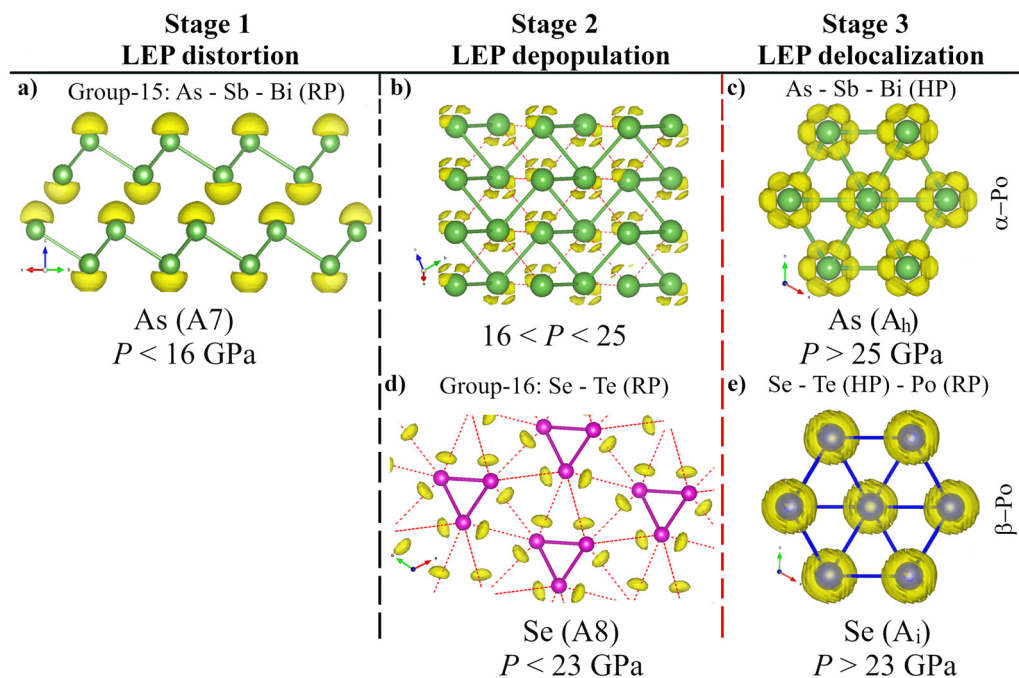 Stage 1
LEP distortion
Stage 2
LEP depopulation
Stage 3
LEP delocalization
a)
Group-15: As - Sb - Bi (RP)
As (A7)
P < 16 GPa
b)
16 < P < 25
c)
As - Sb - Bi (HP)
α–Po
As (Aₕ)
P > 25 GPa
d)
Group-16: Se - Te (RP)
Se (A8)
P < 23 GPa
e)
Se - Te (HP) - Po (RP)
β–Po
Se (Aᵢ)
P > 23 GPa